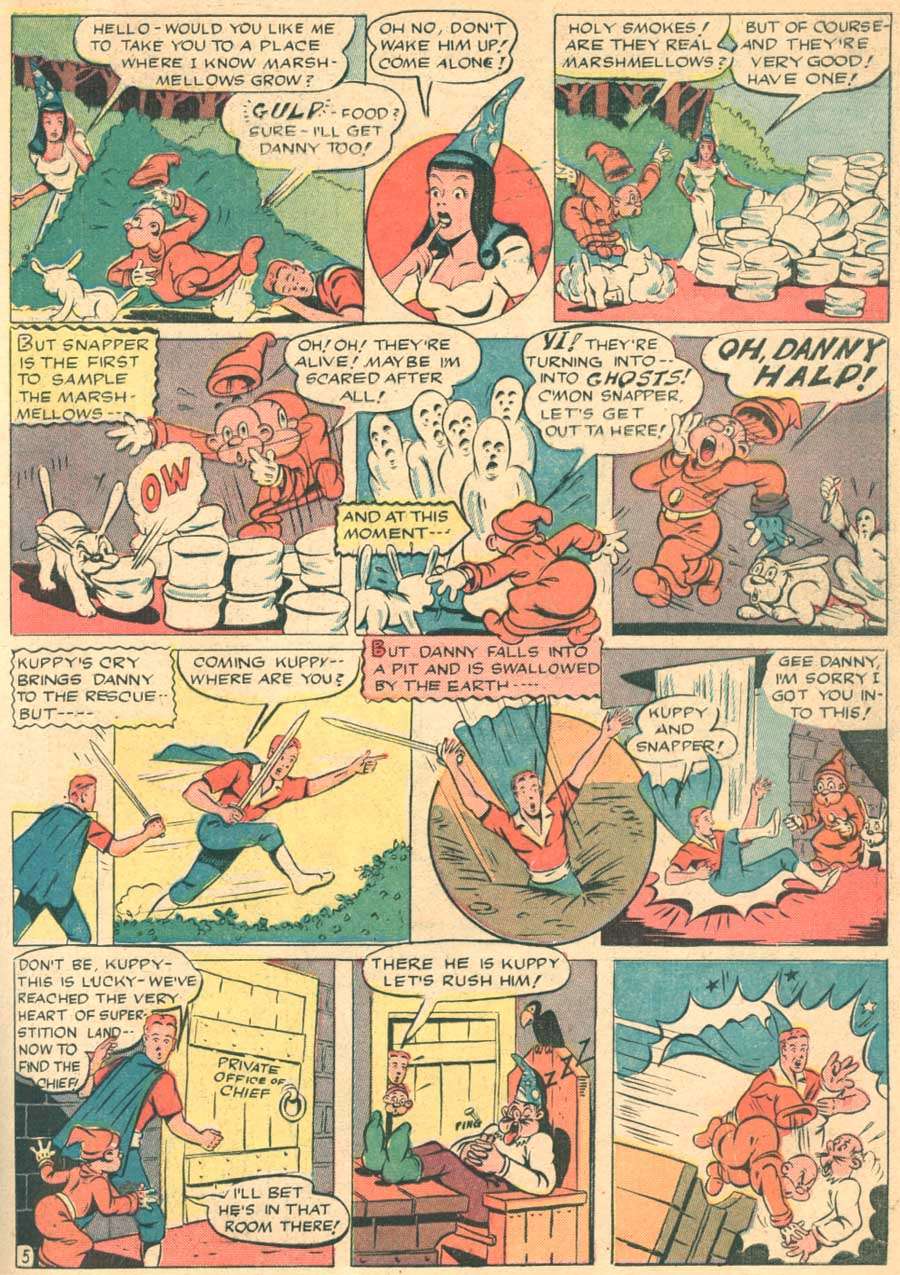 HELLO - WOULD YOU LIKE ME
TO TAKE YOU TO A PLACE
WHERE I KNOW MARSH-
MELLOWS GROW?
GULP - FOOD?
SURE - I'LL GET
DANNY TOO!
OH NO, DON'T
WAKE HIM UP!
COME ALONE!
HOLY SMOKES!
ARE THEY REAL
MARSHMELLOWS?
BUT OF COURSE-
AND THEY'RE
VERY GOOD!
HAVE ONE!
BUT SNAPPER
IS THE FIRST
TO SAMPLE
THE MARSH-
MELLOWS ---
OW
OH! OH! THEY'RE
ALIVE! MAYBE I'M
SCARED AFTER
ALL!
AND AT THIS
MOMENT---
YI! THEY'RE
TURNING INTO--
INTO GHOSTS!
C'MON SNAPPER,
LET'S GET
OUT TA HERE!
OH, DANNY
HALP!
KUPPY'S CRY
BRINGS DANNY
TO THE RESCUE--
BUT----
COMING KUPPY--
WHERE ARE YOU?
BUT DANNY FALLS INTO
A PIT AND IS SWALLOWED
BY THE EARTH ----
KUPPY
AND
SNAPPER!
GEE DANNY,
I'M SORRY I
GOT YOU IN-
TO THIS!
DON'T BE, KUPPY-
THIS IS LUCKY-WE'VE
REACHED THE VERY
HEART OF SUPER-
STITION LAND--
NOW TO
FIND THE
CHIEF!
PRIVATE
OFFICE OF
CHIEF
I'LL BET
HE'S IN THAT
ROOM THERE!
5
THERE HE IS KUPPY
LET'S RUSH HIM!
PING
ZZZ